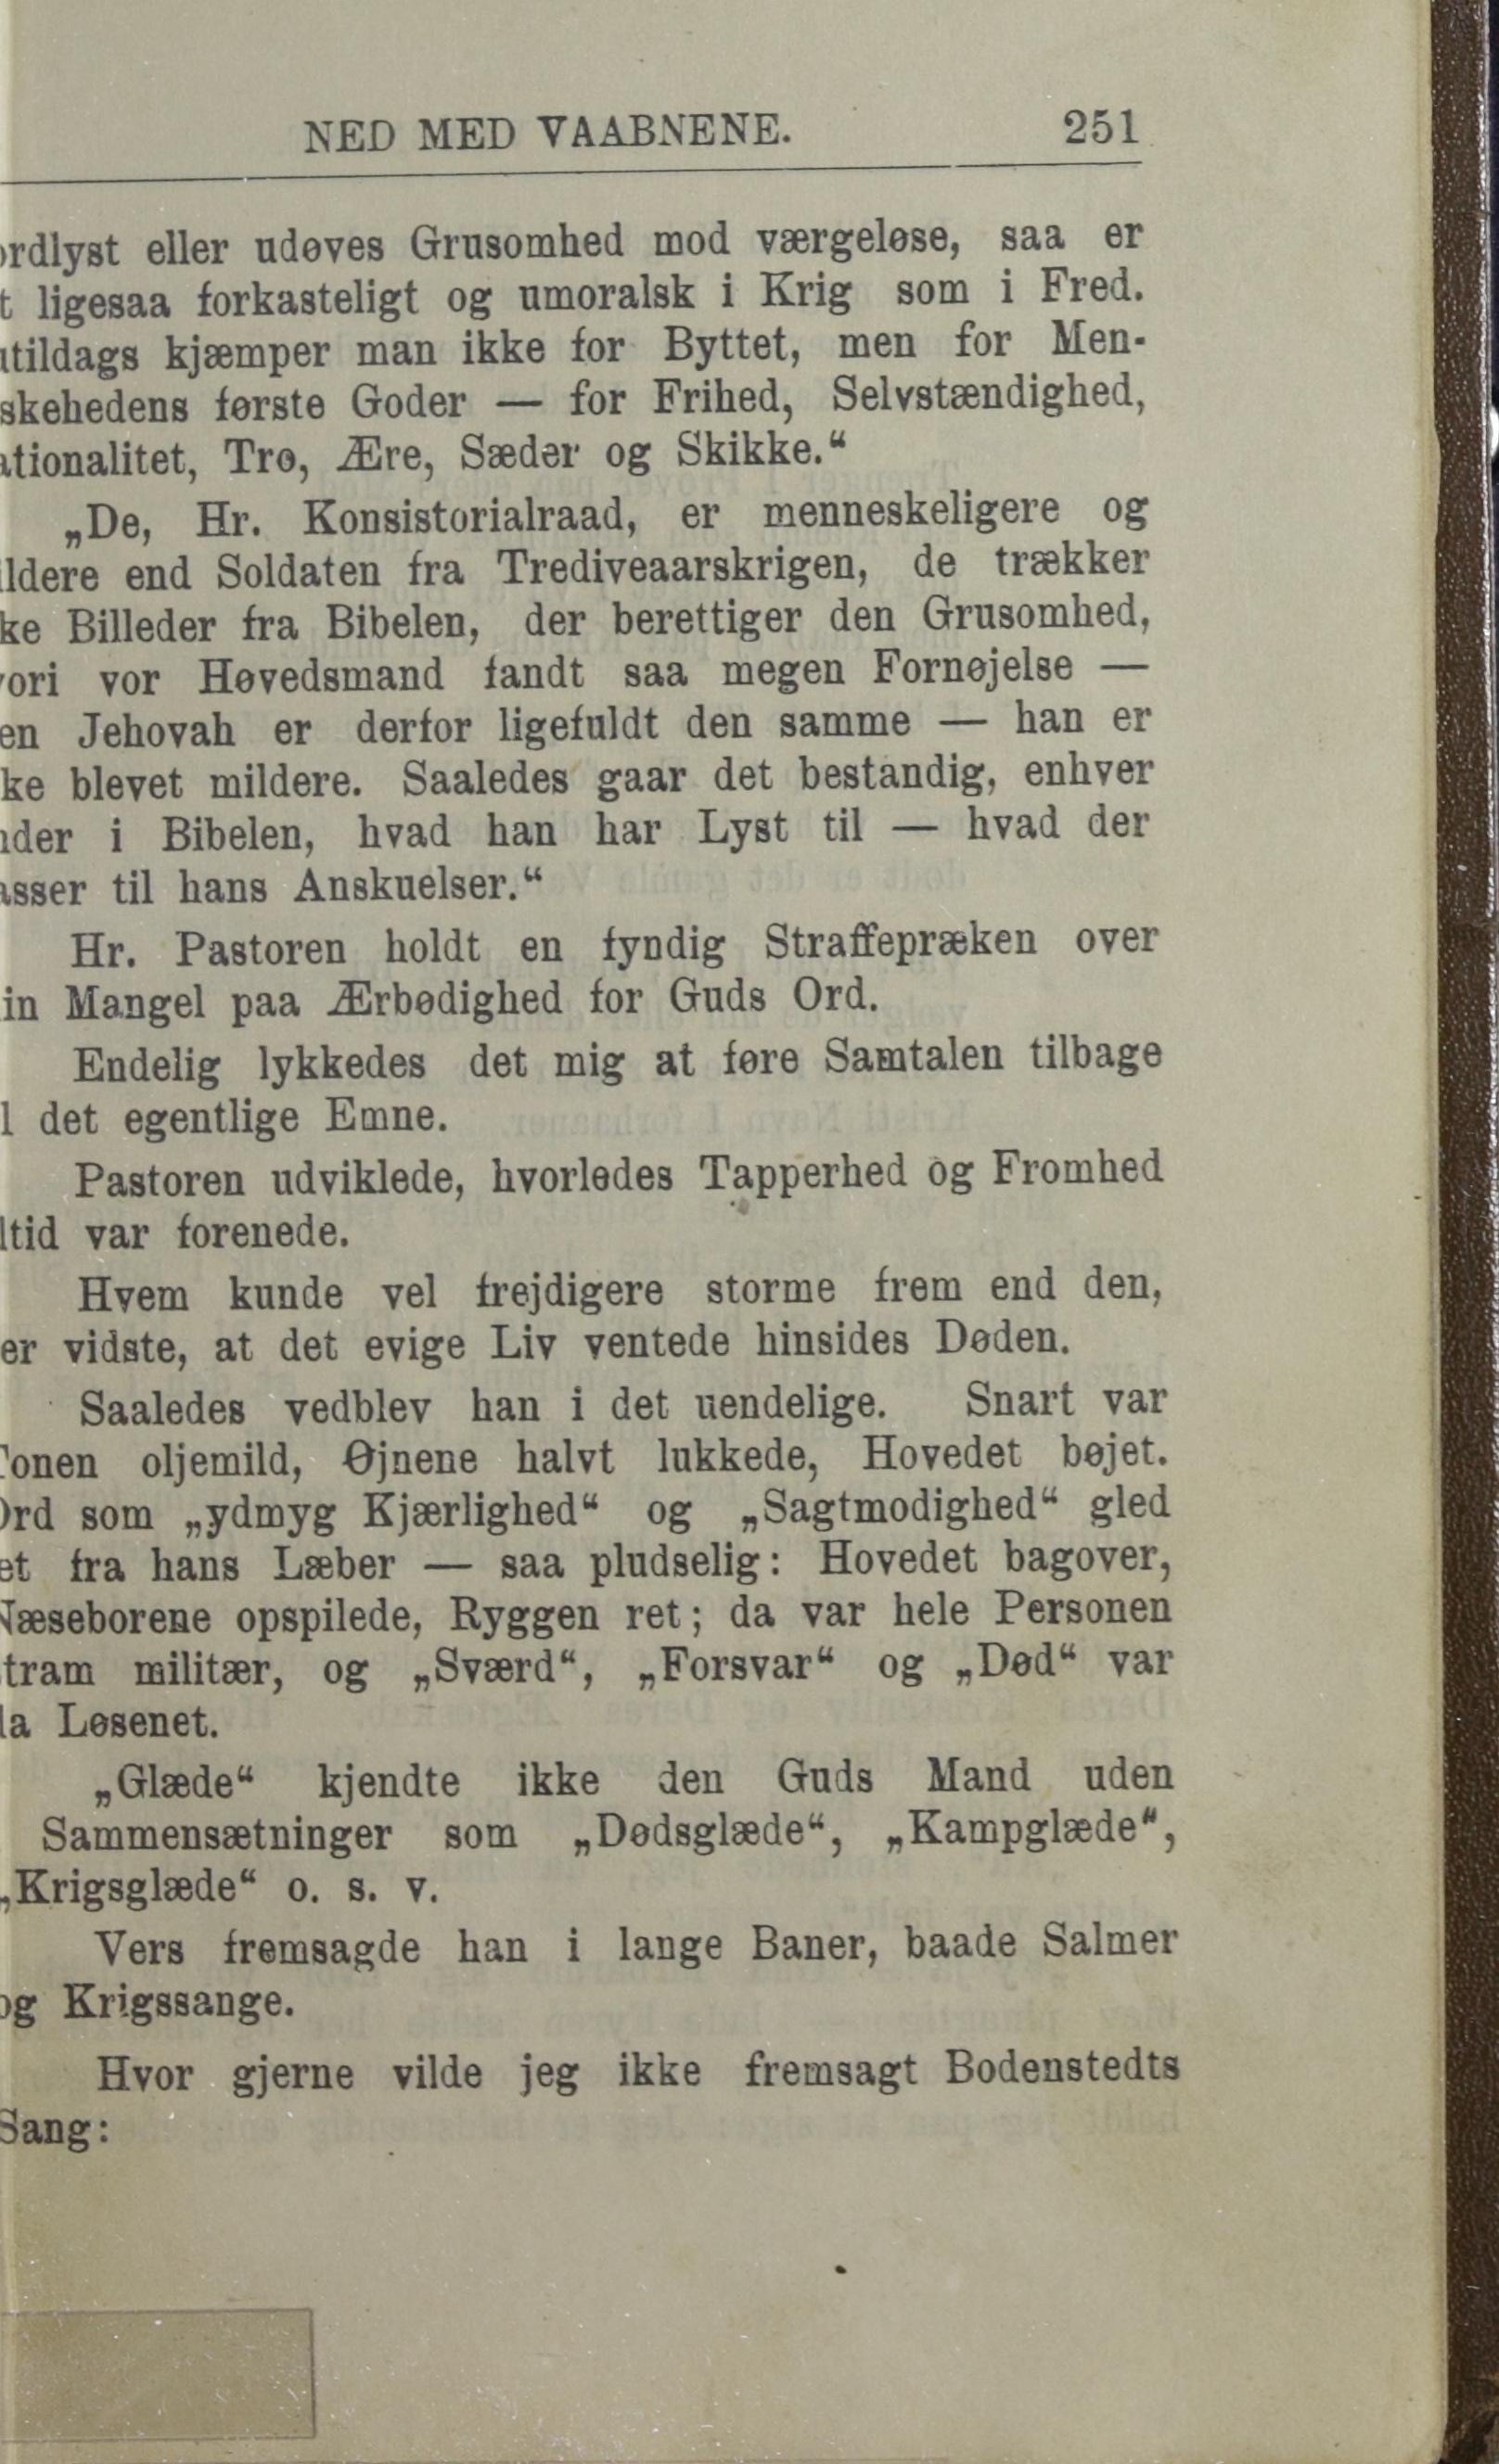 NED MED VAABNENE. 251
rdlyst eller udøves Grusomhed mod værgeløse, saa er
t ligesaa forkasteligt og umoralsk i Krig som i Fred.
tildags kjæmper man ikke for Byttet, men for Men-
skehedens første Goder — for Frihed, Selvstændighed,
ationalitet, Tro, Ære, Sæder og Skikke.“
„De, Hr. Konsistorialraad, er menneskeligere og
ldere end Soldaten fra Trediveaarskrigen, de trækker
ke Billeder fra Bibelen, der berettiger den Grusomhed,
ori vor Høvedsmand fandt saa megen Fornøjelse —
en Jehovah er derfor ligefuldt den samme — han er
ke blevet mildere. Saaledes gaar det bestandig, enhver
der i Bibelen, hvad han har Lyst til — hvad der
asser til hans Anskuelser.“
Hr. Pastoren holdt en fyndig Straffepræken over
in Mangel paa Ærbødighed for Guds Ord.
Endelig lykkedes det mig at føre Samtalen tilbage
l det egentlige Emne.
Pastoren udviklede, hvorledes Tapperhed og Fromhed
ltid var forenede.
Hvem kunde vel frejdigere storme frem end den,
er vidste, at det evige Liv ventede hinsides Døden.
Saaledes vedblev han i det uendelige. Snart var
Tonen oljemild, Øjnene halvt lukkede, Hovedet bøjet.
Ord som „ydmyg Kjærlighed“ og „Sagtmodighed“ gled
et fra hans Læber — saa pludselig: Hovedet bagover,
Næseborene opspilede, Ryggen ret; da var hele Personen
tram militær, og „Sværd“, „Forsvar“ og „Død“ var
la Løsenet.
„Glæde“ kjendte ikke den Guds Mand uden
Sammensætninger som „Dødsglæde“, „Kampglæde“,
„Krigsglæde“ o. s. v.
Vers fremsagde han i lange Baner, baade Salmer
og Krigssange.
Hvor gjerne vilde jeg ikke fremsagt Bodenstedts
Sang: